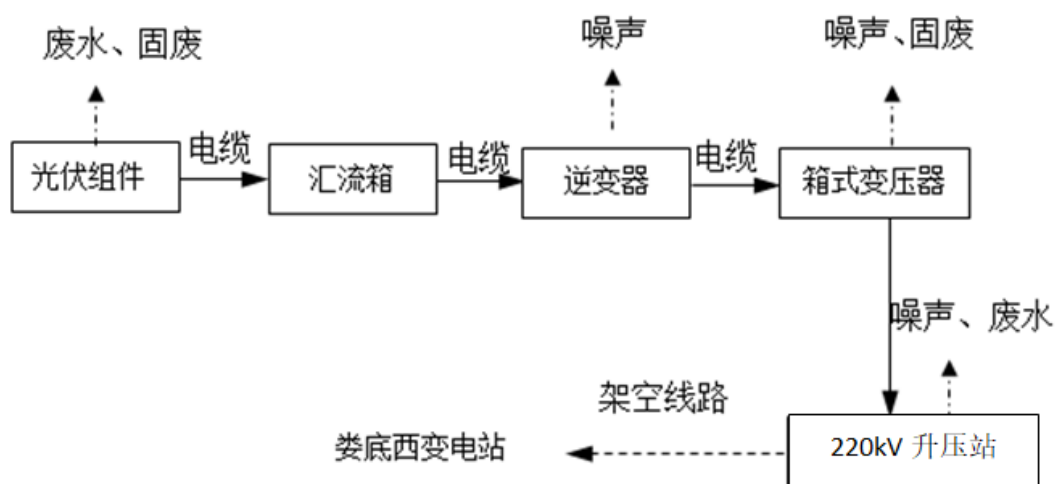 废水、固废
噪声
噪声、固废
电缆
电缆
电缆
光伏组件
汇流箱
逆变器
箱式变压器
噪声、废水
架空线路
娄底西变电站
220kV 升压站